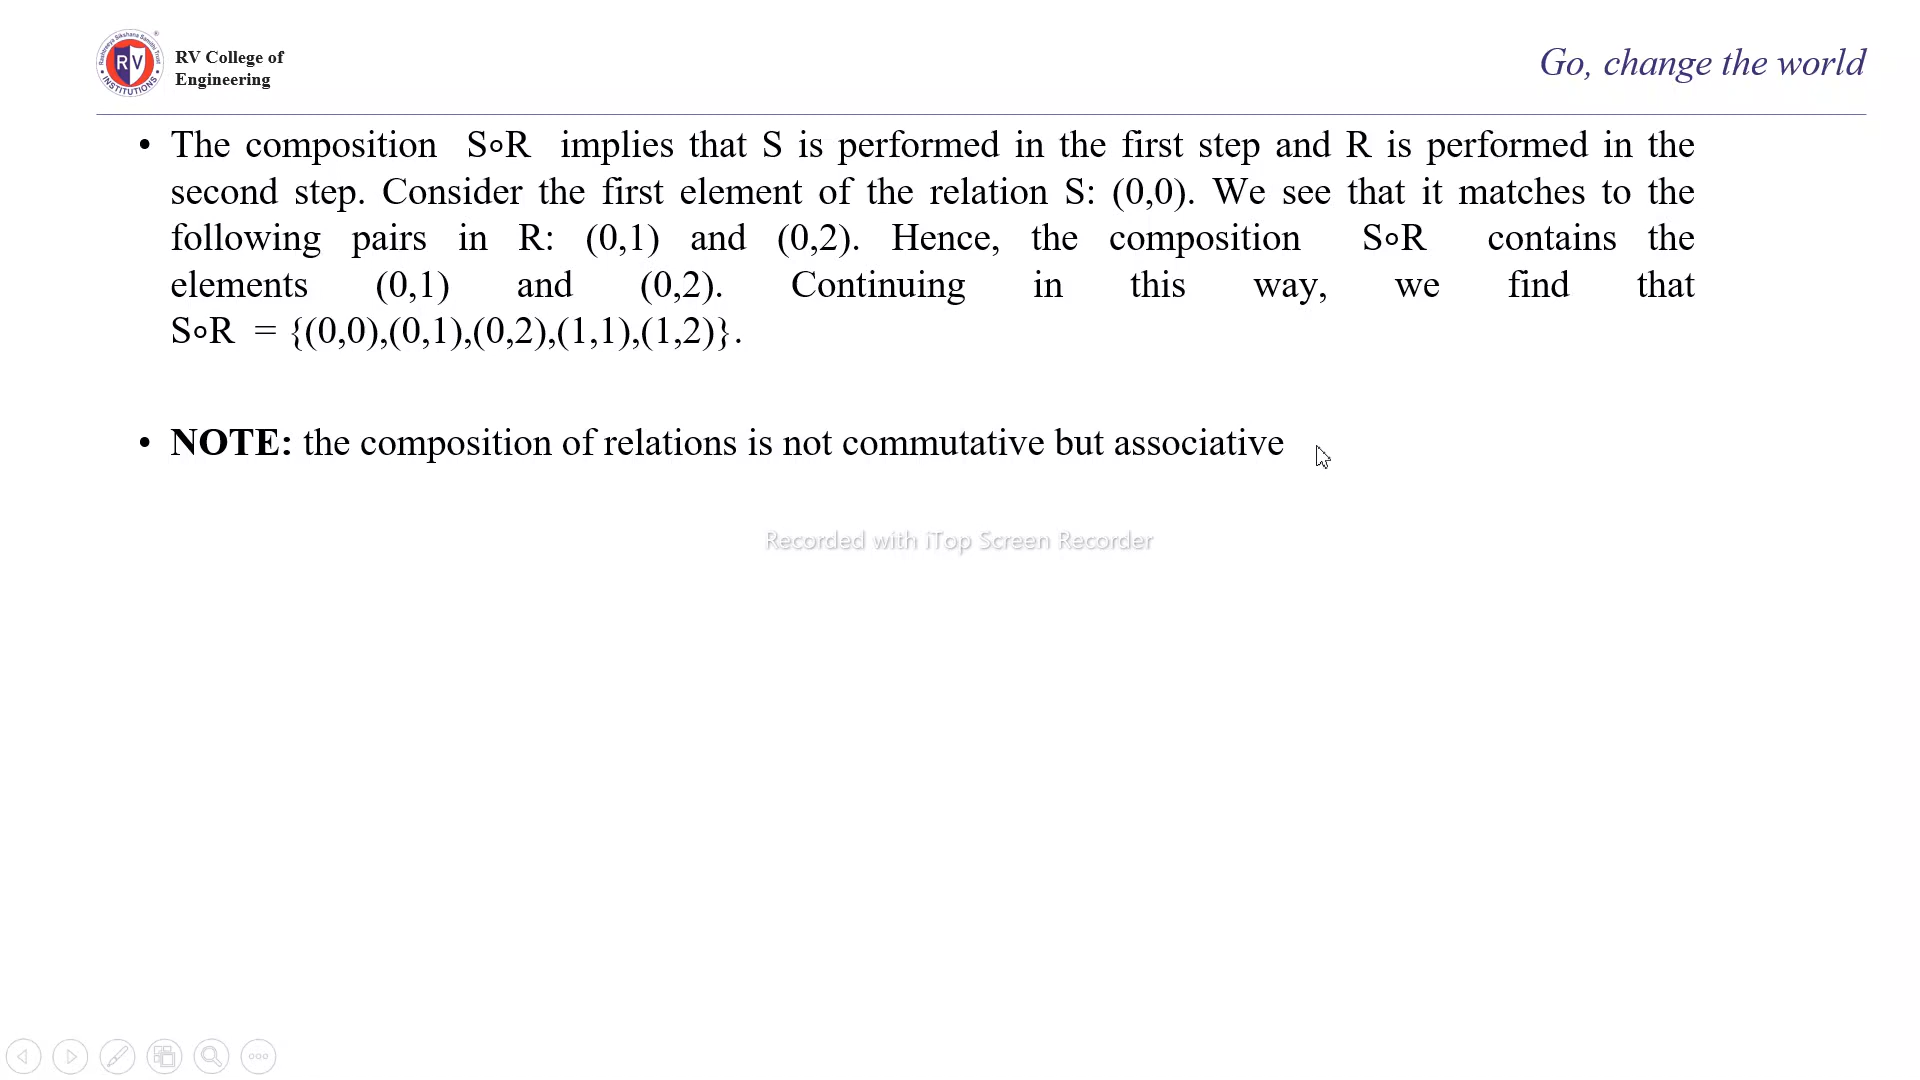 RV College of
Engineering
Go, change the world
• The composition S∘R implies that S is performed in the first step and R is performed in the
second step. Consider the first element of the relation S: (0,0). We see that it matches to the
following pairs in R: (0,1) and (0,2). Hence, the composition S∘R contains the
elements (0,1) and (0,2). Continuing in this way, we find that
S∘R = {(0,0),(0,1),(0,2),(1,1),(1,2)}.
• NOTE: the composition of relations is not commutative but associative
Recorded with iTop Screen Recorder
RV
INSTITUTIONS